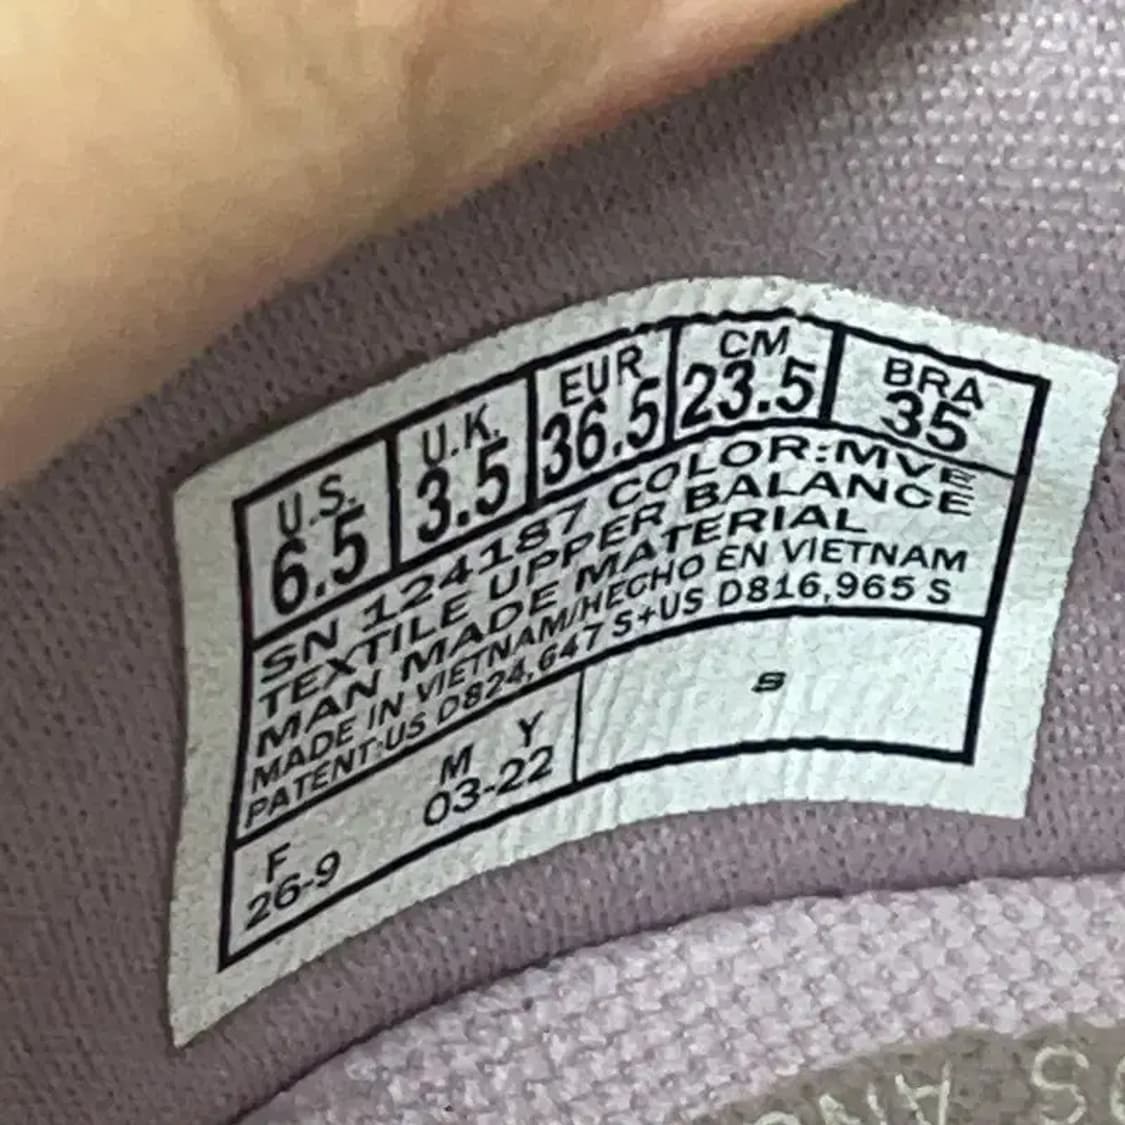 U.S. U.K. EUR CM BRA
6.5 3.5 36.5 23.5 35
SN 124187 COLOR:MVE
TEXTILE UPPER BALANCE
MAN MADE MATERIAL
MADE IN VIETNAM/HECHO EN VIETNAM
PATENT:US D824,647 S+US D816,965 S
F M Y
26-9 03-22
S